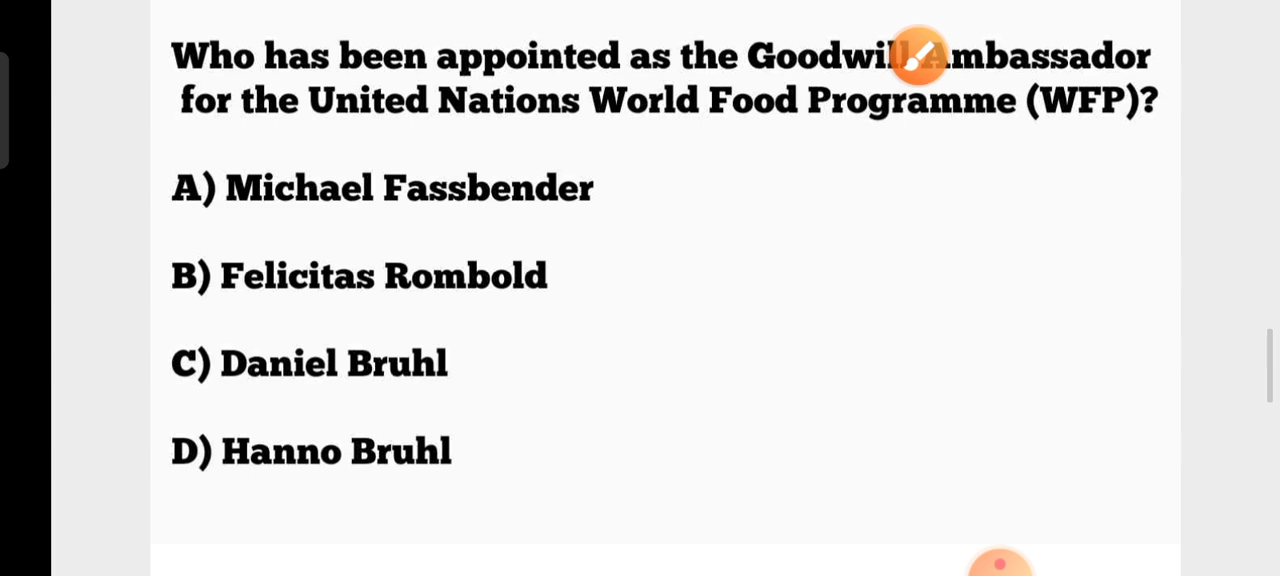 Who has been appointed as the Goodwill Ambassador
for the United Nations World Food Programme (WFP)?
A) Michael Fassbender
B) Felicitas Rombold
C) Daniel Bruhl
D) Hanno Bruhl